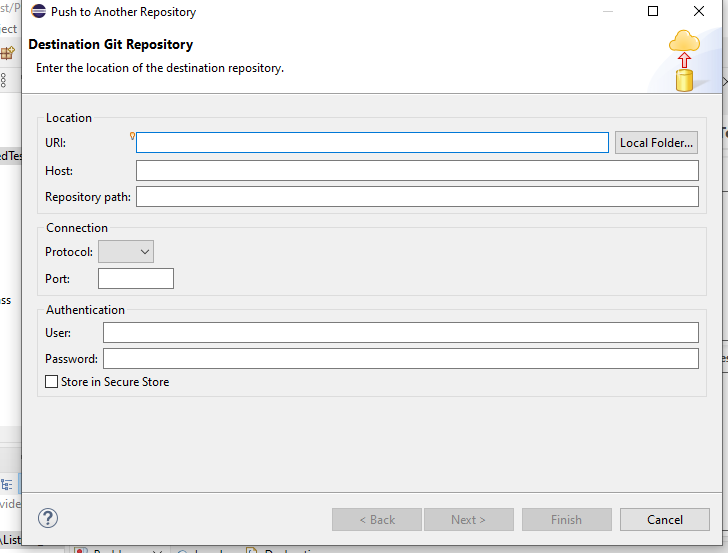 Push to Another Repository
Destination Git Repository
Enter the location of the destination repository.
Location
URI:
Local Folder...
Host:
Repository path:
Connection
Protocol:
Port:
Authentication
User:
Password:
Store in Secure Store
< Back
Next >
Finish
Cancel